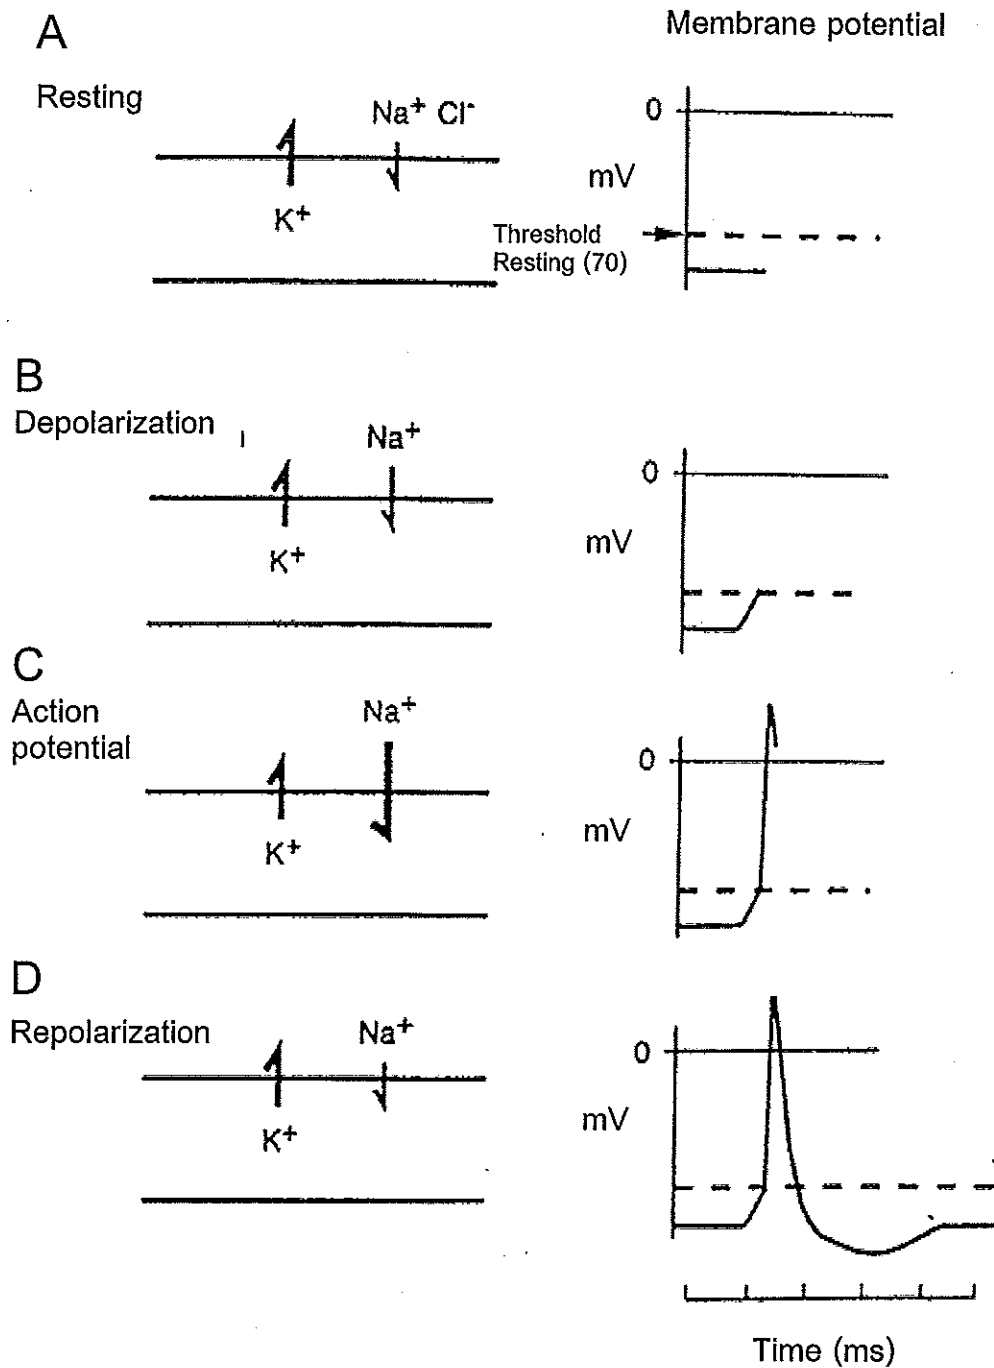 A
Membrane potential
Resting
Na⁺ Cl⁻
K⁺
0
mV
Threshold
Resting (70)
B
Depolarization
Na⁺
K⁺
0
mV
C
Action
potential
Na⁺
K⁺
0
mV
D
Repolarization
Na⁺
K⁺
0
mV
Time (ms)